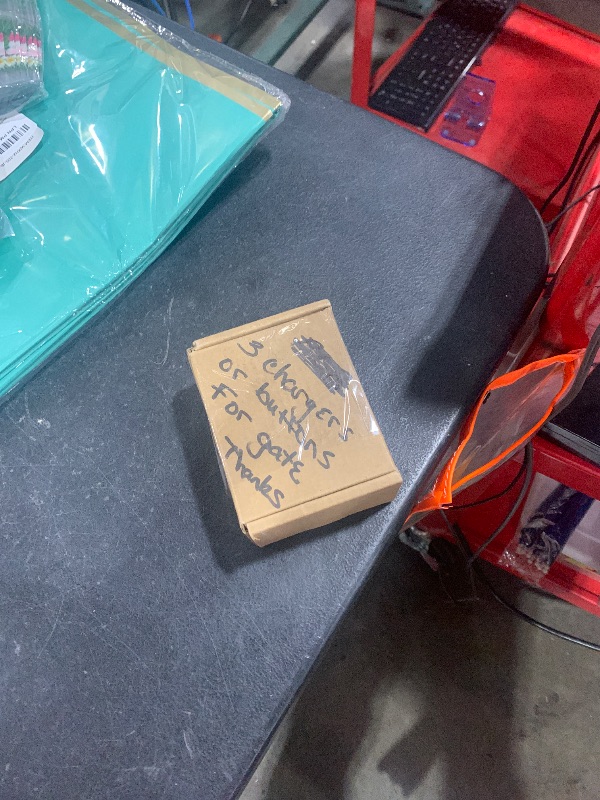 3 chargers
or buttons
For gate
Thanks